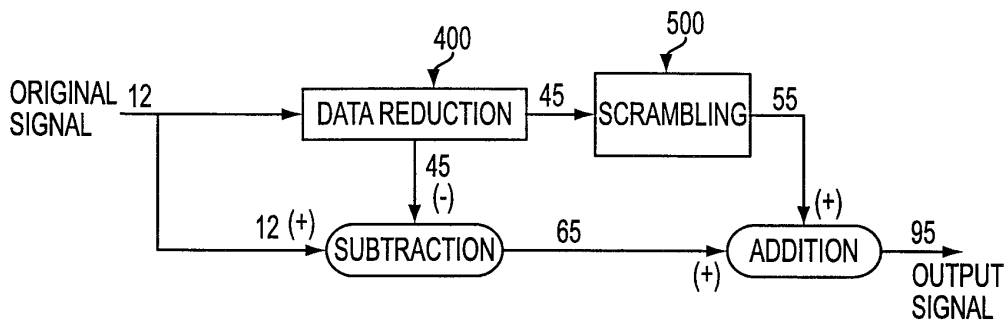 400
500
ORIGINAL
SIGNAL
12
DATA REDUCTION
45
SCRAMBLING
55
45
(-)
(+)
12 (+)
SUBTRACTION
65
(+)
ADDITION
95
OUTPUT
SIGNAL